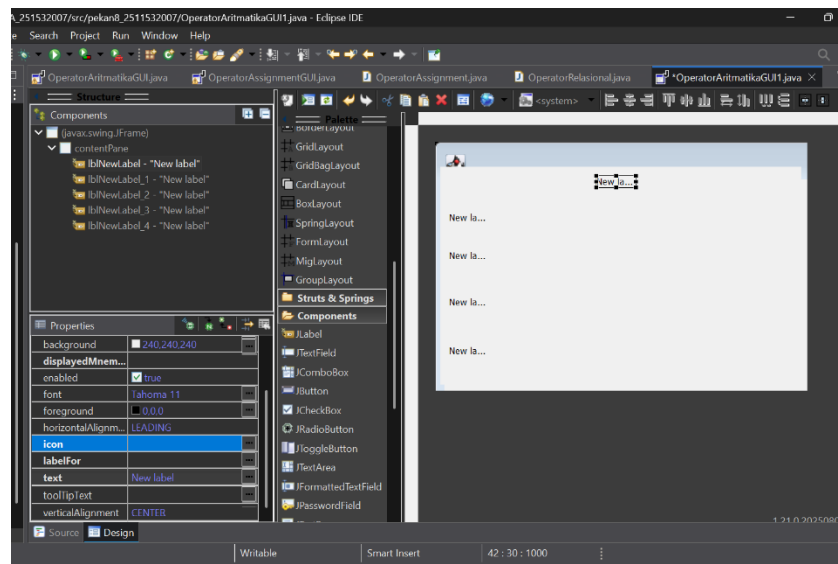 A_251532007/src/pekan8_2511532007/OperatorAritmatikaGUI1.java - Eclipse IDE
Search Project Run Window Help
OperatorAritmatikaGUI.java OperatorAssignmentGUI.java OperatorAssignment.java OperatorRelasional.java *OperatorAritmatikaGUI1.java
Structure
Components
(javax.swing.JFrame)
contentPane
lblNewLabel - "New label"
lblNewLabel_1 - "New label"
lblNewLabel_2 - "New label"
lblNewLabel_3 - "New label"
lblNewLabel_4 - "New label"
Properties
background 240,240,240
displayedMnem...
enabled true
font Tahoma 11
foreground 0,0,0
horizontalAlignm... LEADING
icon
labelFor
text New label
toolTipText
verticalAlignment CENTER
Source Design
<system>
Palette
BorderLayout
GridLayout
GridBagLayout
CardLayout
BoxLayout
SpringLayout
FormLayout
MigLayout
GroupLayout
Struts & Springs
Components
JLabel
JTextField
JComboBox
JButton
JCheckBox
JRadioButton
JToggleButton
JTextArea
JFormattedTextField
JPasswordField
New la...
New la...
New la...
New la...
New la...
Writable Smart Insert 42 : 30 : 1000